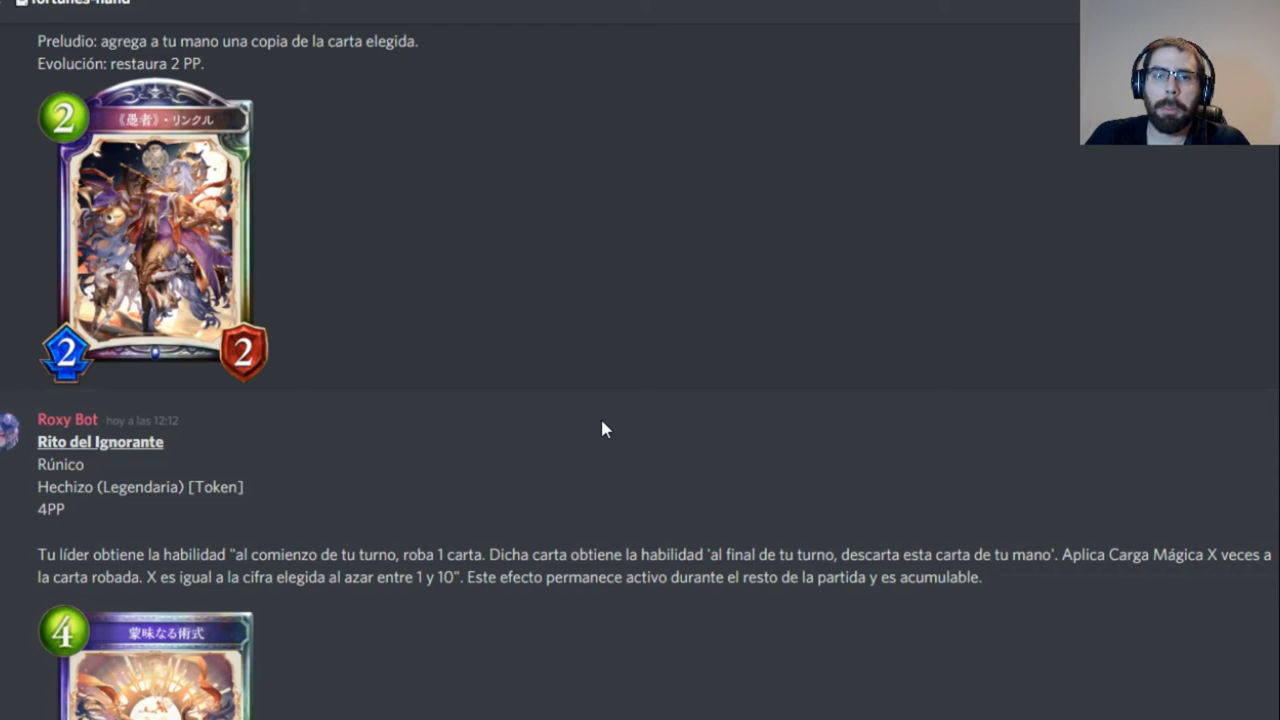 fortunes-hand
Preludio: agrega a tu mano una copia de la carta elegida.
Evolución: restaura 2 PP.
2
《愚者》・リンクル
2
2
Roxy Bot hoy a las 12:12
Rito del Ignorante
Rúnico
Hechizo (Legendaria) [Token]
4PP
Tu líder obtiene la habilidad "al comienzo de tu turno, roba 1 carta. Dicha carta obtiene la habilidad 'al final de tu turno, descarta esta carta de tu mano'. Aplica Carga Mágica X veces a
la carta robada. X es igual a la cifra elegida al azar entre 1 y 10". Este efecto permanece activo durante el resto de la partida y es acumulable.
4
蒙昧なる術式